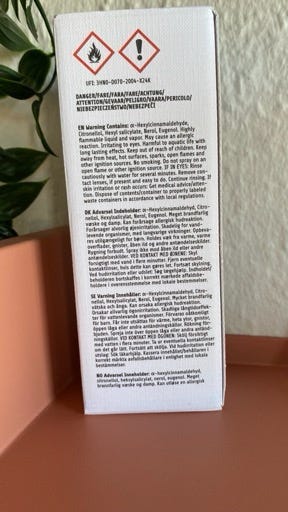 UFI: 3HN0-0070-2004-X24K
DANGER/FARE/FARA/FARE/ACHTUNG/
ATTENTION/GEVAAR/PELIGRO/VAARA/PERICOLO/
NIEBEZPIECZEŃSTWO/NEBEZPEČÍ
EN Warning Contains: α-Hexylcinnamaldehyde,
Citronellol, Hexyl salicylate, Nerol, Eugenol. Highly
flammable liquid and vapor. May cause an allergic
reaction. Irritating to eyes. Harmful to aquatic life with
long lasting effects. Keep out of reach of children. Keep
away from heat, hot surfaces, sparks, open flames and
other ignition sources. No smoking. Do not spray on an
open flame or other ignition source. IF IN EYES: Rinse
cautiously with water for several minutes. Remove con-
tact lenses, if present and easy to do. Continue rinsing. If
skin irritation or rash occurs: Get medical advice/atten-
tion. Dispose of contents/container to properly labeled
waste containers in accordance with local regulations.
DK Advarsel Indeholder: α-Hexylcinnamaldehyde, Citro-
nellol, Hexylsalicylat, Nerol, Eugenol. Meget brandfarlig
væske og damp. Kan forårsage allergisk hudreaktion.
Forårsager alvorlig øjenirritation. Skadelig for vand-
levende organismer, med langvarige virkninger. Opbeva-
res utilgængeligt for børn. Holdes væk fra varme, varme
overflader, gnister, åben ild og andre antændelseskilder.
Rygning forbudt. Spray ikke mod åben ild eller andre
antændelseskilder. VED KONTAKT MED ØJNENE: Skyl
forsigtigt med vand i flere minutter. Fjern eventuelle
kontaktlinser, hvis dette kan gøres let. Fortsæt skylning.
Ved hudirritation eller udslæt: Søg lægehjælp. Indholdet/
beholderen bortskaffes i korrekt mærkede affaldsbe-
holdere i overensstemmelse med lokale bestemmelser.
SE Varning Innehåller: α-Hexylcinnamaldehyde, Citro-
nellol, Hexylsalicylat, Nerol, Eugenol. Mycket brandfarlig
vätska och ånga. Kan orsaka allergisk hudreaktion.
Orsakar allvarlig ögonirritation. Skadliga långtidseffek-
ter för vattenlevande organismer. Förvaras oåtkomligt
för barn. Får inte utsättas för värme, heta ytor, gnistor,
öppen låga eller andra antändningskällor. Rökning för-
bjuden. Spreja inte över öppen låga eller andra antänd-
ningskällor. VID KONTAKT MED ÖGONEN: Skölj försiktigt
med vatten i flera minuter. Ta ur eventuella kontaktlinser
om det går lätt. Fortsätt att skölja. Vid hudirritation eller
utslag: Sök läkarhjälp. Kassera innehållet/behållaren i
korrekt märkta avfallsbehållare i enlighet med lokala
bestämmelser.
NO Advarsel Inneholder: α-hexylcinnamaldehyd,
citronellol, heksylsalicylat, nerol, eugenol. Meget
brannfarlig væske og damp. Kan utløse en allergisk